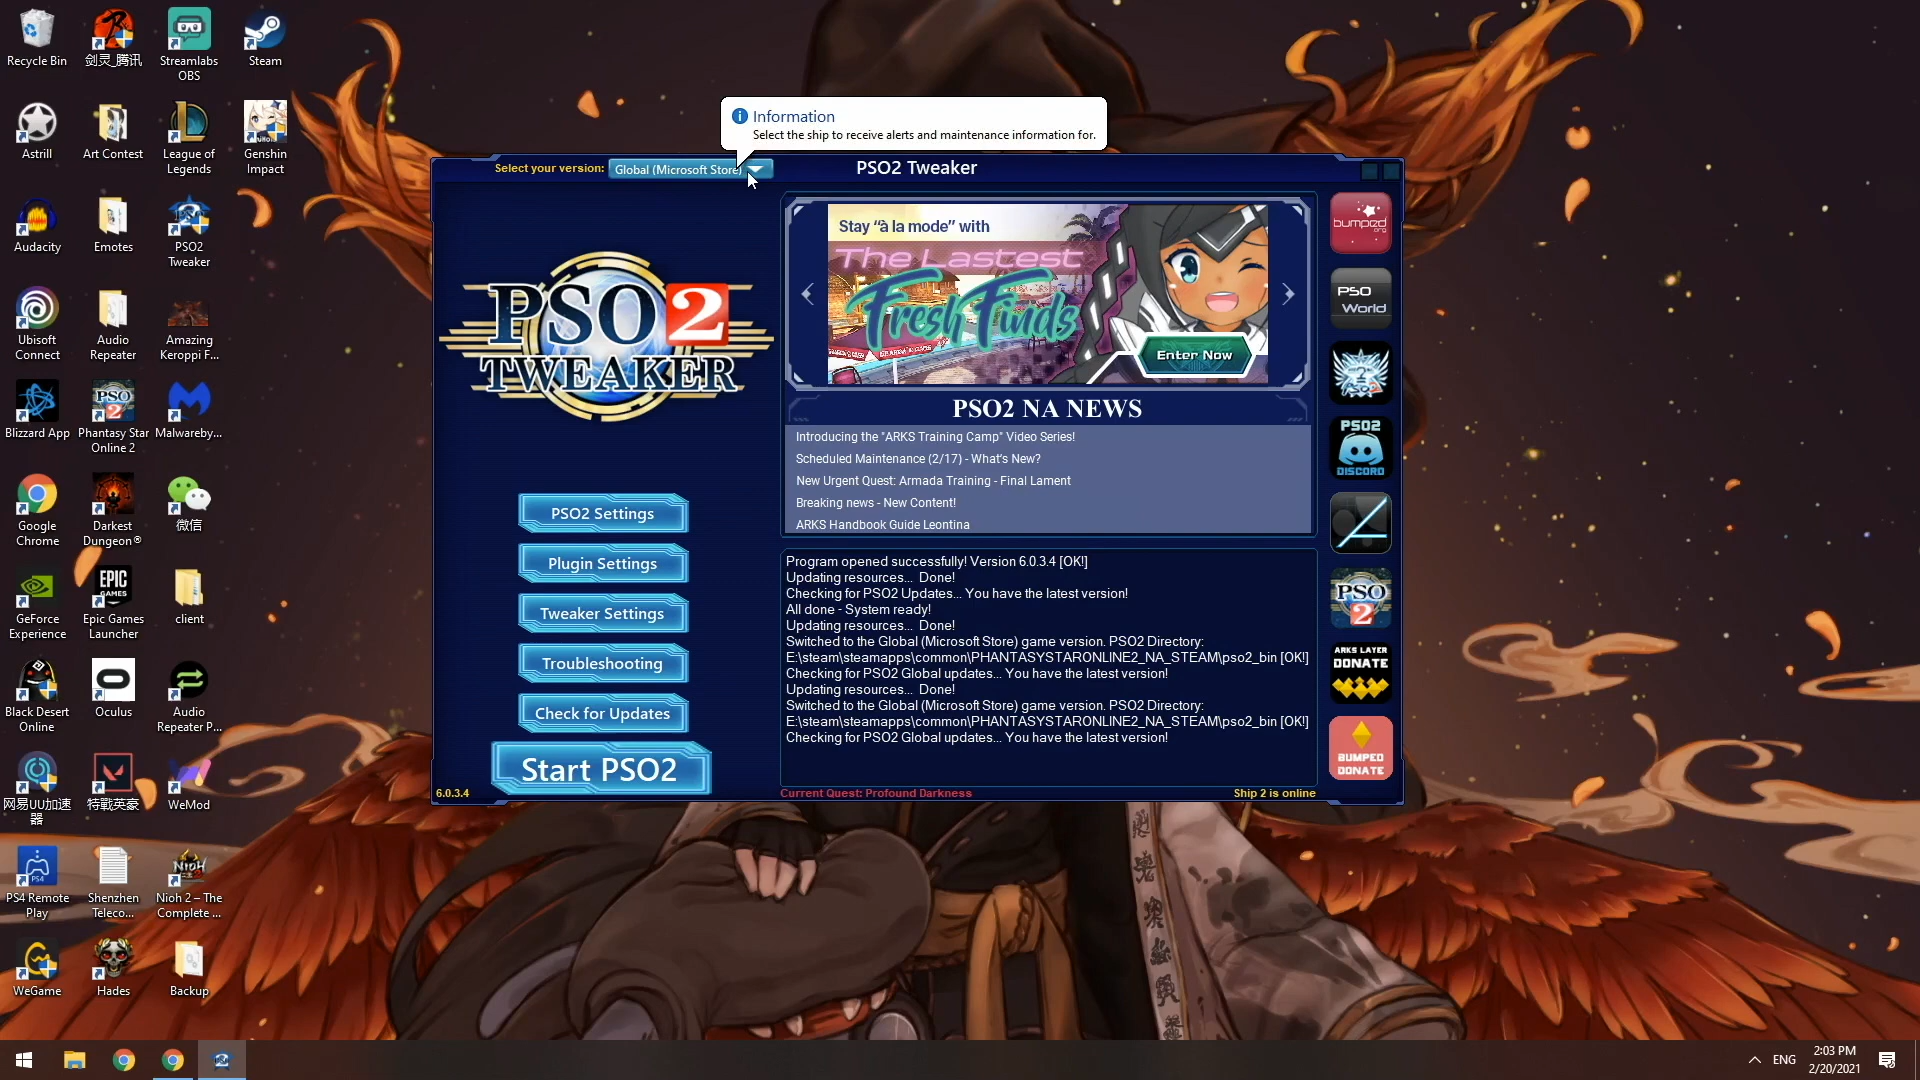 Recycle Bin
剑灵_腾讯
Streamlabs
OBS
Steam
Astrill
Art Contest
League of
Legends
Genshin
Impact
Audacity
Emotes
PSO2
Tweaker
Ubisoft
Connect
Audio
Repeater
Amazing
Keroppi F...
Blizzard App
Phantasy Star
Online 2
Malwareby...
Google
Chrome
Darkest
Dungeon®
微信
GeForce
Experience
Epic Games
Launcher
client
Black Desert
Online
Oculus
Audio
Repeater P...
网易UU加速
器
特戰英豪
WeMod
PS4 Remote
Play
Shenzhen
Teleco...
Nioh 2 – The
Complete ...
WeGame
Hades
Backup
Information
Select the ship to receive alerts and maintenance information for.
Select your version:
Global (Microsoft Store)
PSO2 Tweaker
PSO2
TWEAKER
PSO2 Settings
Plugin Settings
Tweaker Settings
Troubleshooting
Check for Updates
Start PSO2
6.0.3.4
Stay “à la mode” with
The Lastest
Fresh Finds
Enter Now
PSO2 NA NEWS
Introducing the "ARKS Training Camp" Video Series!
Scheduled Maintenance (2/17) - What's New?
New Urgent Quest: Armada Training - Final Lament
Breaking news - New Content!
ARKS Handbook Guide Leontina
Program opened successfully! Version 6.0.3.4 [OK!]
Updating resources... Done!
Checking for PSO2 Updates... You have the latest version!
All done - System ready!
Updating resources... Done!
Switched to the Global (Microsoft Store) game version. PSO2 Directory:
E:\steam\steamapps\common\PHANTASYSTARONLINE2_NA_STEAM\pso2_bin [OK!]
Checking for PSO2 Global updates... You have the latest version!
Updating resources... Done!
Switched to the Global (Microsoft Store) game version. PSO2 Directory:
E:\steam\steamapps\common\PHANTASYSTARONLINE2_NA_STEAM\pso2_bin [OK!]
Checking for PSO2 Global updates... You have the latest version!
Current Quest: Profound Darkness
Ship 2 is online
bumped.org
PSO
World
PSO2
DISCORD
PSO
2
ARKS LAYER
DONATE
BUMPED
DONATE
ENG
2:03 PM
2/20/2021